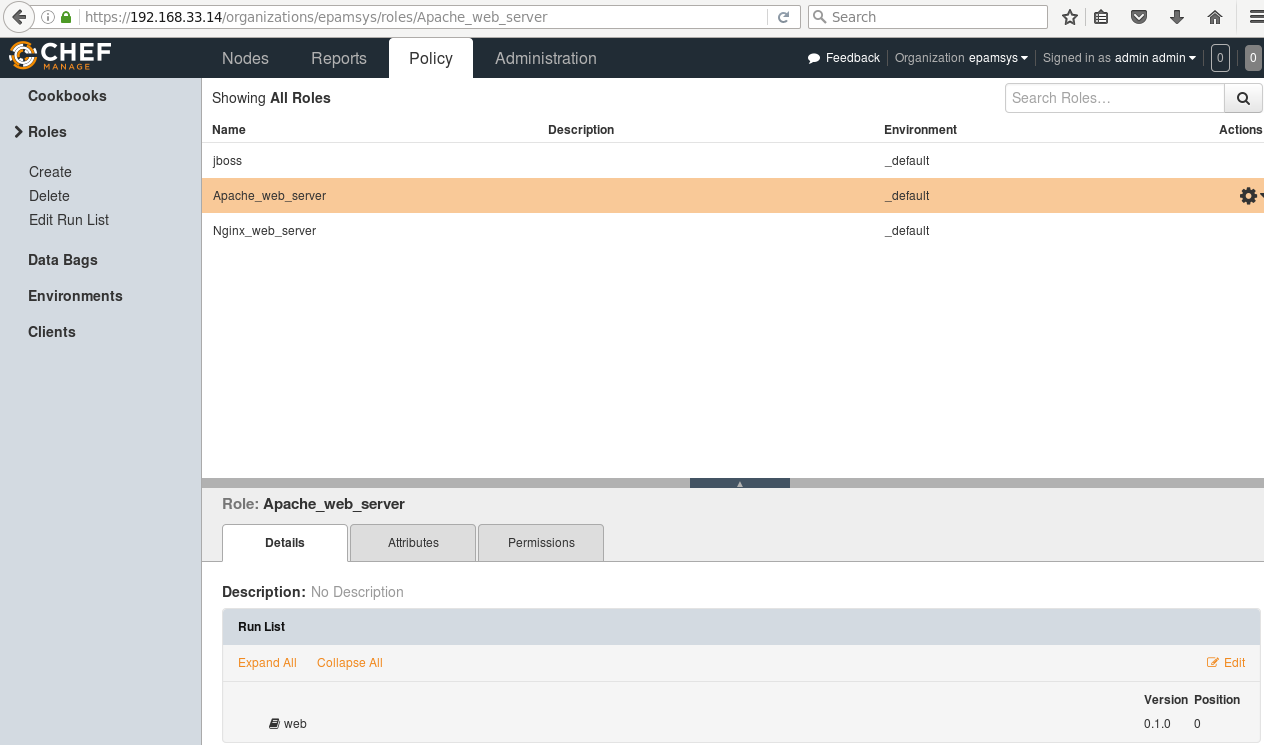 https://192.168.33.14/organizations/epamsys/roles/Apache_web_server Search
CHEF MANAGE Nodes Reports Policy Administration Feedback Organization epamsys Signed in as admin admin 0 0
Cookbooks
Showing All Roles Search Roles…
Roles
Name Description Environment Actions
jboss _default
Create
Delete
Apache_web_server _default
Edit Run List
Nginx_web_server _default
Data Bags
Environments
Clients
Role: Apache_web_server
Details Attributes Permissions
Description: No Description
Run List
Expand All Collapse All Edit
Version Position
web 0.1.0 0